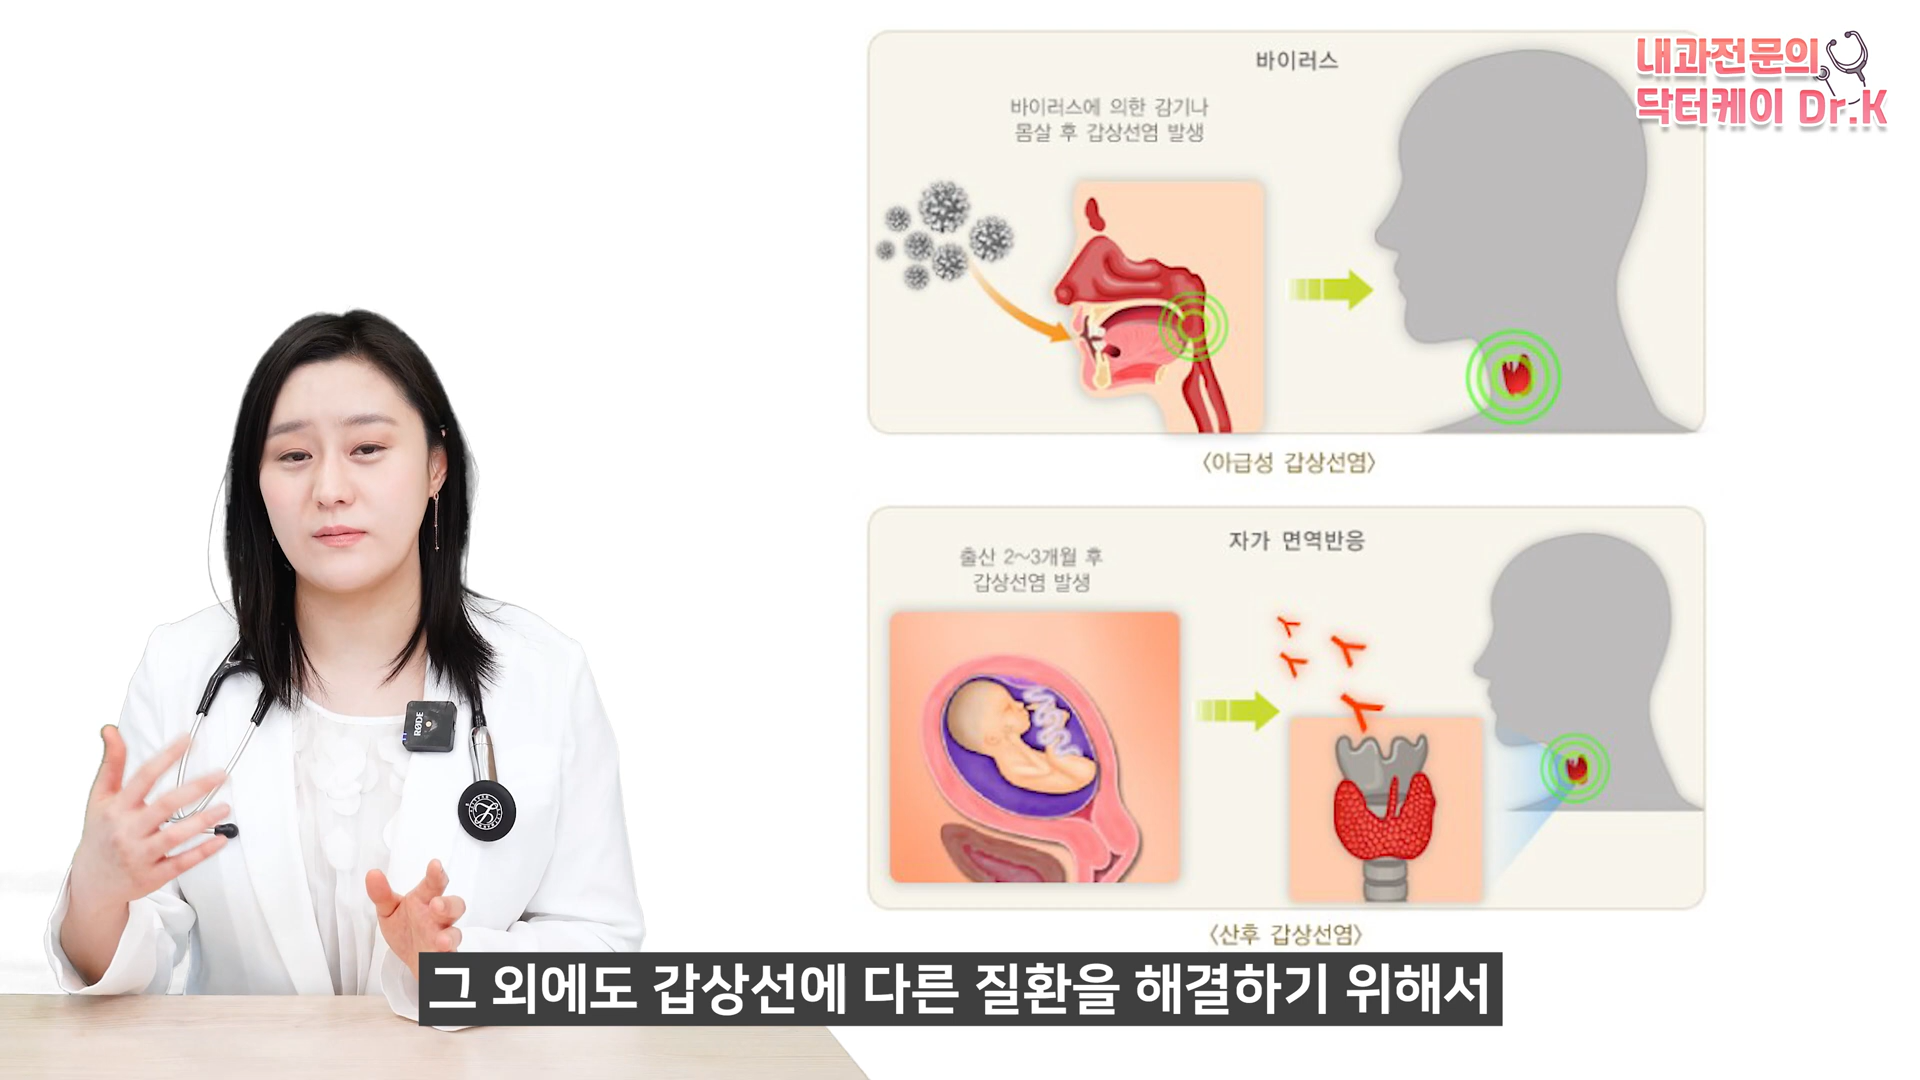 내과전문의
닥터케이 Dr.K
바이러스
바이러스에 의한 감기나
몸살 후 갑상선염 발생
<아급성 갑상선염>
자가 면역반응
출산 2~3개월 후
갑상선염 발생
<산후 갑상선염>
RØDE
그 외에도 갑상선에 다른 질환을 해결하기 위해서